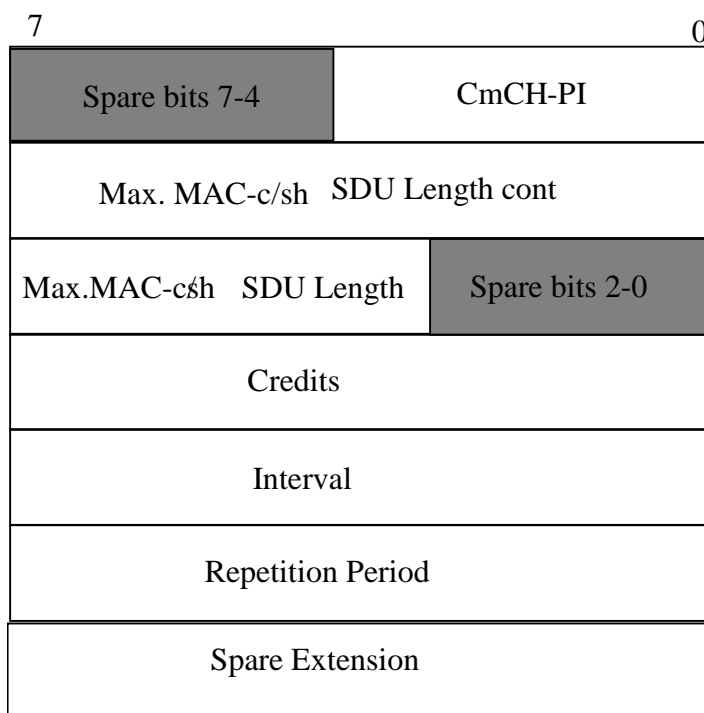 7 0
Spare bits 7-4 CmCH-PI
Max. MAC-c/sh SDU Length cont
Max.MAC-c/sh SDU Length Spare bits 2-0
Credits
Interval
Repetition Period
Spare Extension